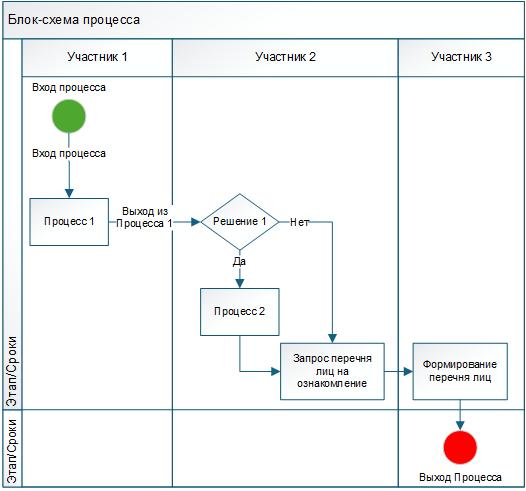 Блок-схема процесса
Участник 1
Участник 2
Участник 3
Вход процесса
Вход процесса
Процесс 1
Выход из
Процесса 1
Решение 1
Нет
Да
Процесс 2
Запрос перечня
лиц на
ознакомление
Формирование
перечня лиц
Этап/Сроки
Этап/Сроки
Выход Процесса